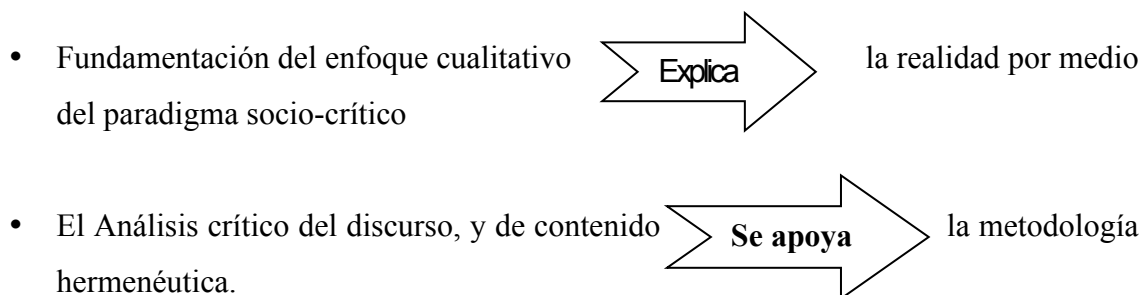 • Fundamentación del enfoque cualitativo Explica la realidad por medio
del paradigma socio-crítico
• El Análisis crítico del discurso, y de contenido Se apoya la metodología
hermenéutica.